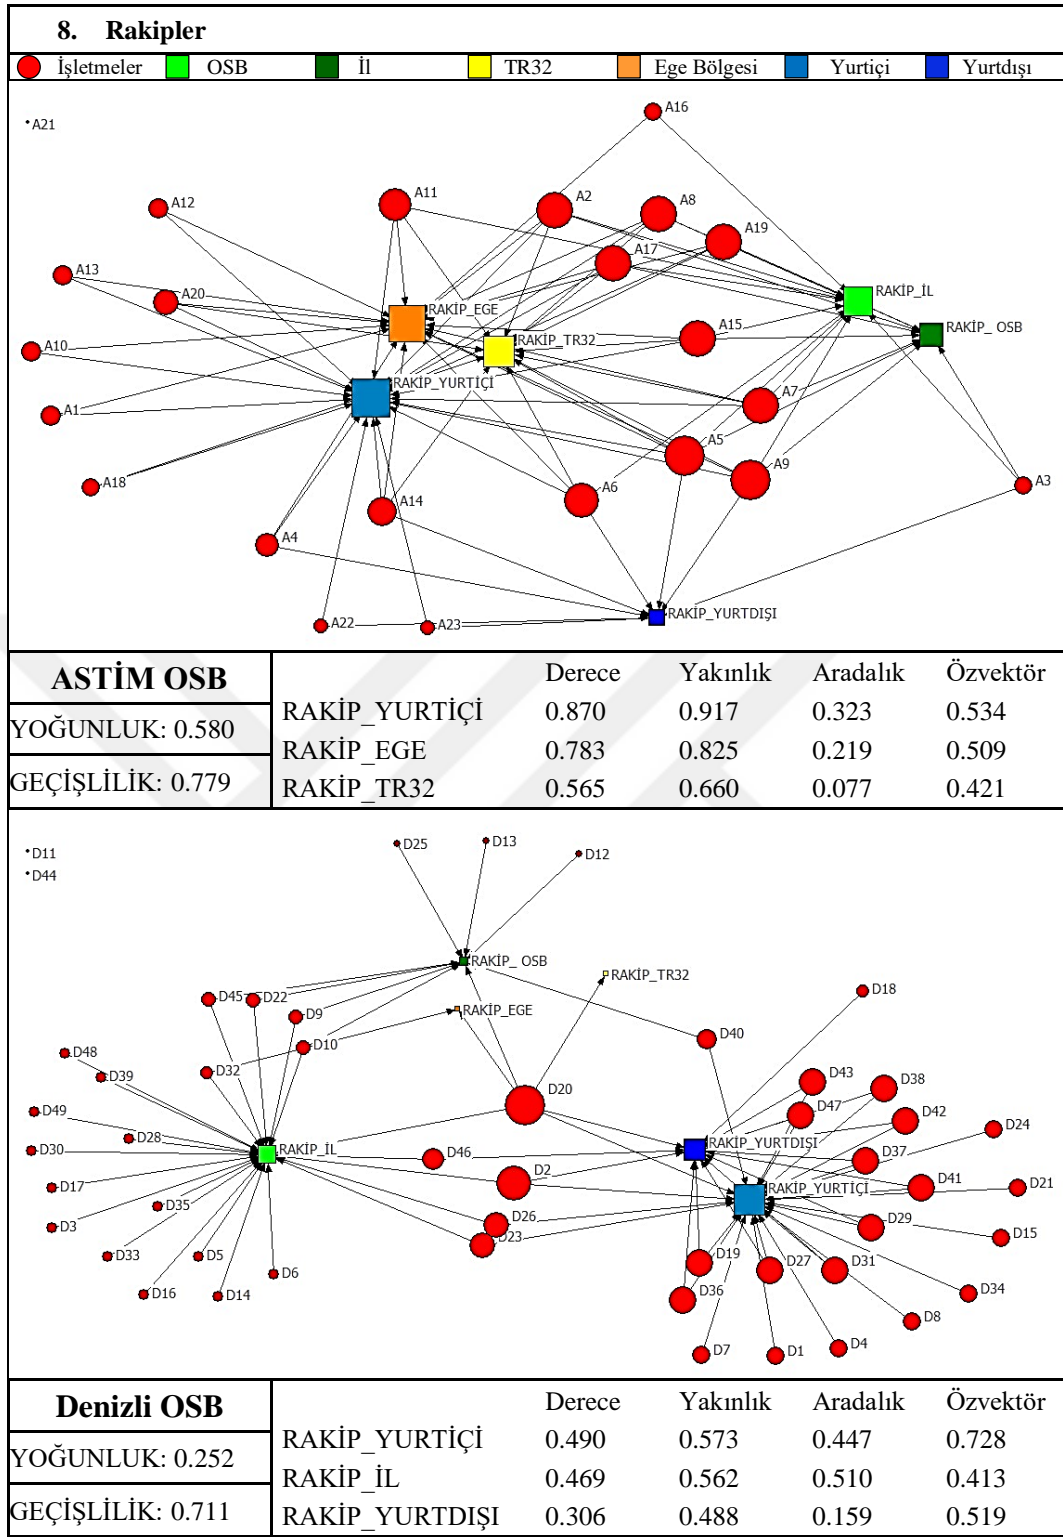 8. Rakipler
İşletmeler OSB İl TR32 Ege Bölgesi Yurtiçi Yurtdışı
A16
A21
A12
A11
A2
A8
A19
A17
A13
A20
RAKİP_EGE
RAKİP_İL
RAKİP_ OSB
A15
RAKİP_TR32
A10
RAKİP_YURTİÇİ
A7
A1
A5
A9
A18
A6
A3
A14
A4
A22
A23
RAKİP_YURTDIŞI
ASTİM OSB
YOĞUNLUK: 0.580
GEÇİŞLİLİK: 0.779
Derece Yakınlık Aradalık Özvektör
RAKİP_YURTİÇİ 0.870 0.917 0.323 0.534
RAKİP_EGE 0.783 0.825 0.219 0.509
RAKİP_TR32 0.565 0.660 0.077 0.421
D11
D44
D25
D13
D12
RAKİP_ OSB
RAKİP_TR32
D18
D45
D22
D9
RAKİP_EGE
D40
D10
D48
D39
D32
D20
D43
D38
D47
D42
D49
D28
D24
D30
RAKİP_İL
D46
RAKİP_YURTDIŞI
D37
D17
D2
RAKİP_YURTİÇİ
D41
D21
D35
D3
D26
D23
D29
D15
D33
D5
D6
D19
D27
D31
D16
D14
D36
D34
D8
D7
D1
D4
Denizli OSB
YOĞUNLUK: 0.252
GEÇİŞLİLİK: 0.711
Derece Yakınlık Aradalık Özvektör
RAKİP_YURTİÇİ 0.490 0.573 0.447 0.728
RAKİP_İL 0.469 0.562 0.510 0.413
RAKİP_YURTDIŞI 0.306 0.488 0.159 0.519